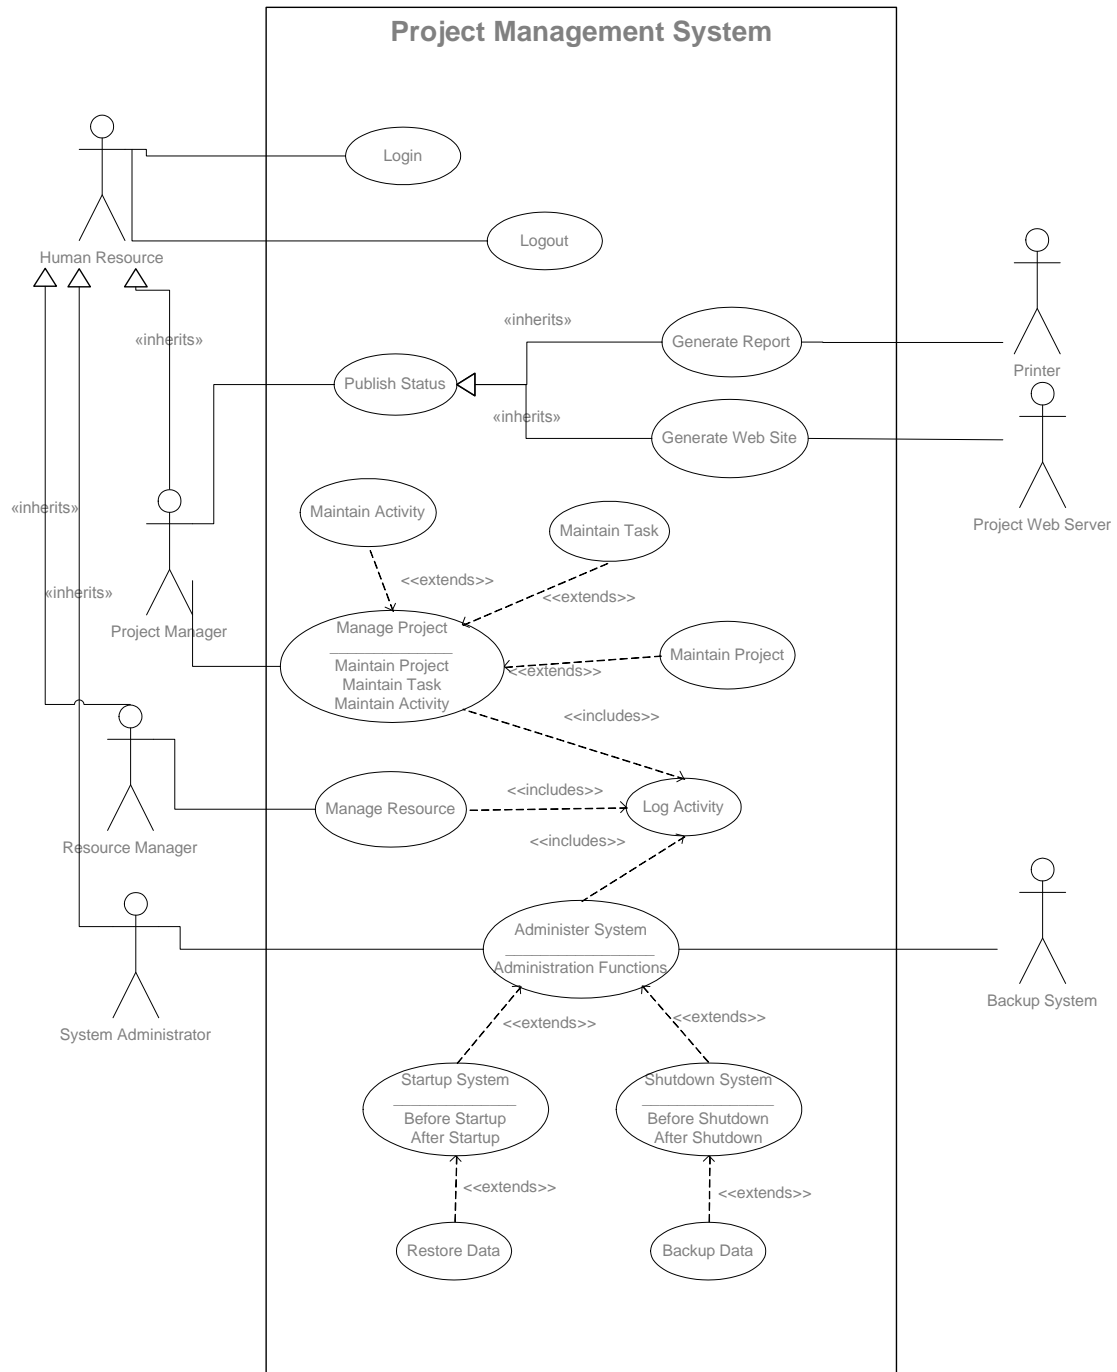 Project Management System
Login
Human Resource
Logout
«inherits»
«inherits»
Generate Report
Printer
Publish Status
«inherits»
Generate Web Site
Project Web Server
Maintain Activity
Maintain Task
«inherits»
<<extends>>
<<extends>>
«inherits»
Project Manager
Manage Project
Maintain Project
Maintain Task
Maintain Activity
Maintain Project
<<extends>>
<<includes>>
Resource Manager
Manage Resource
<<includes>>
Log Activity
<<includes>>
System Administrator
Administer System
Administration Functions
Backup System
<<extends>>
<<extends>>
Startup System
Before Startup
After Startup
Shutdown System
Before Shutdown
After Shutdown
<<extends>>
<<extends>>
Restore Data
Backup Data